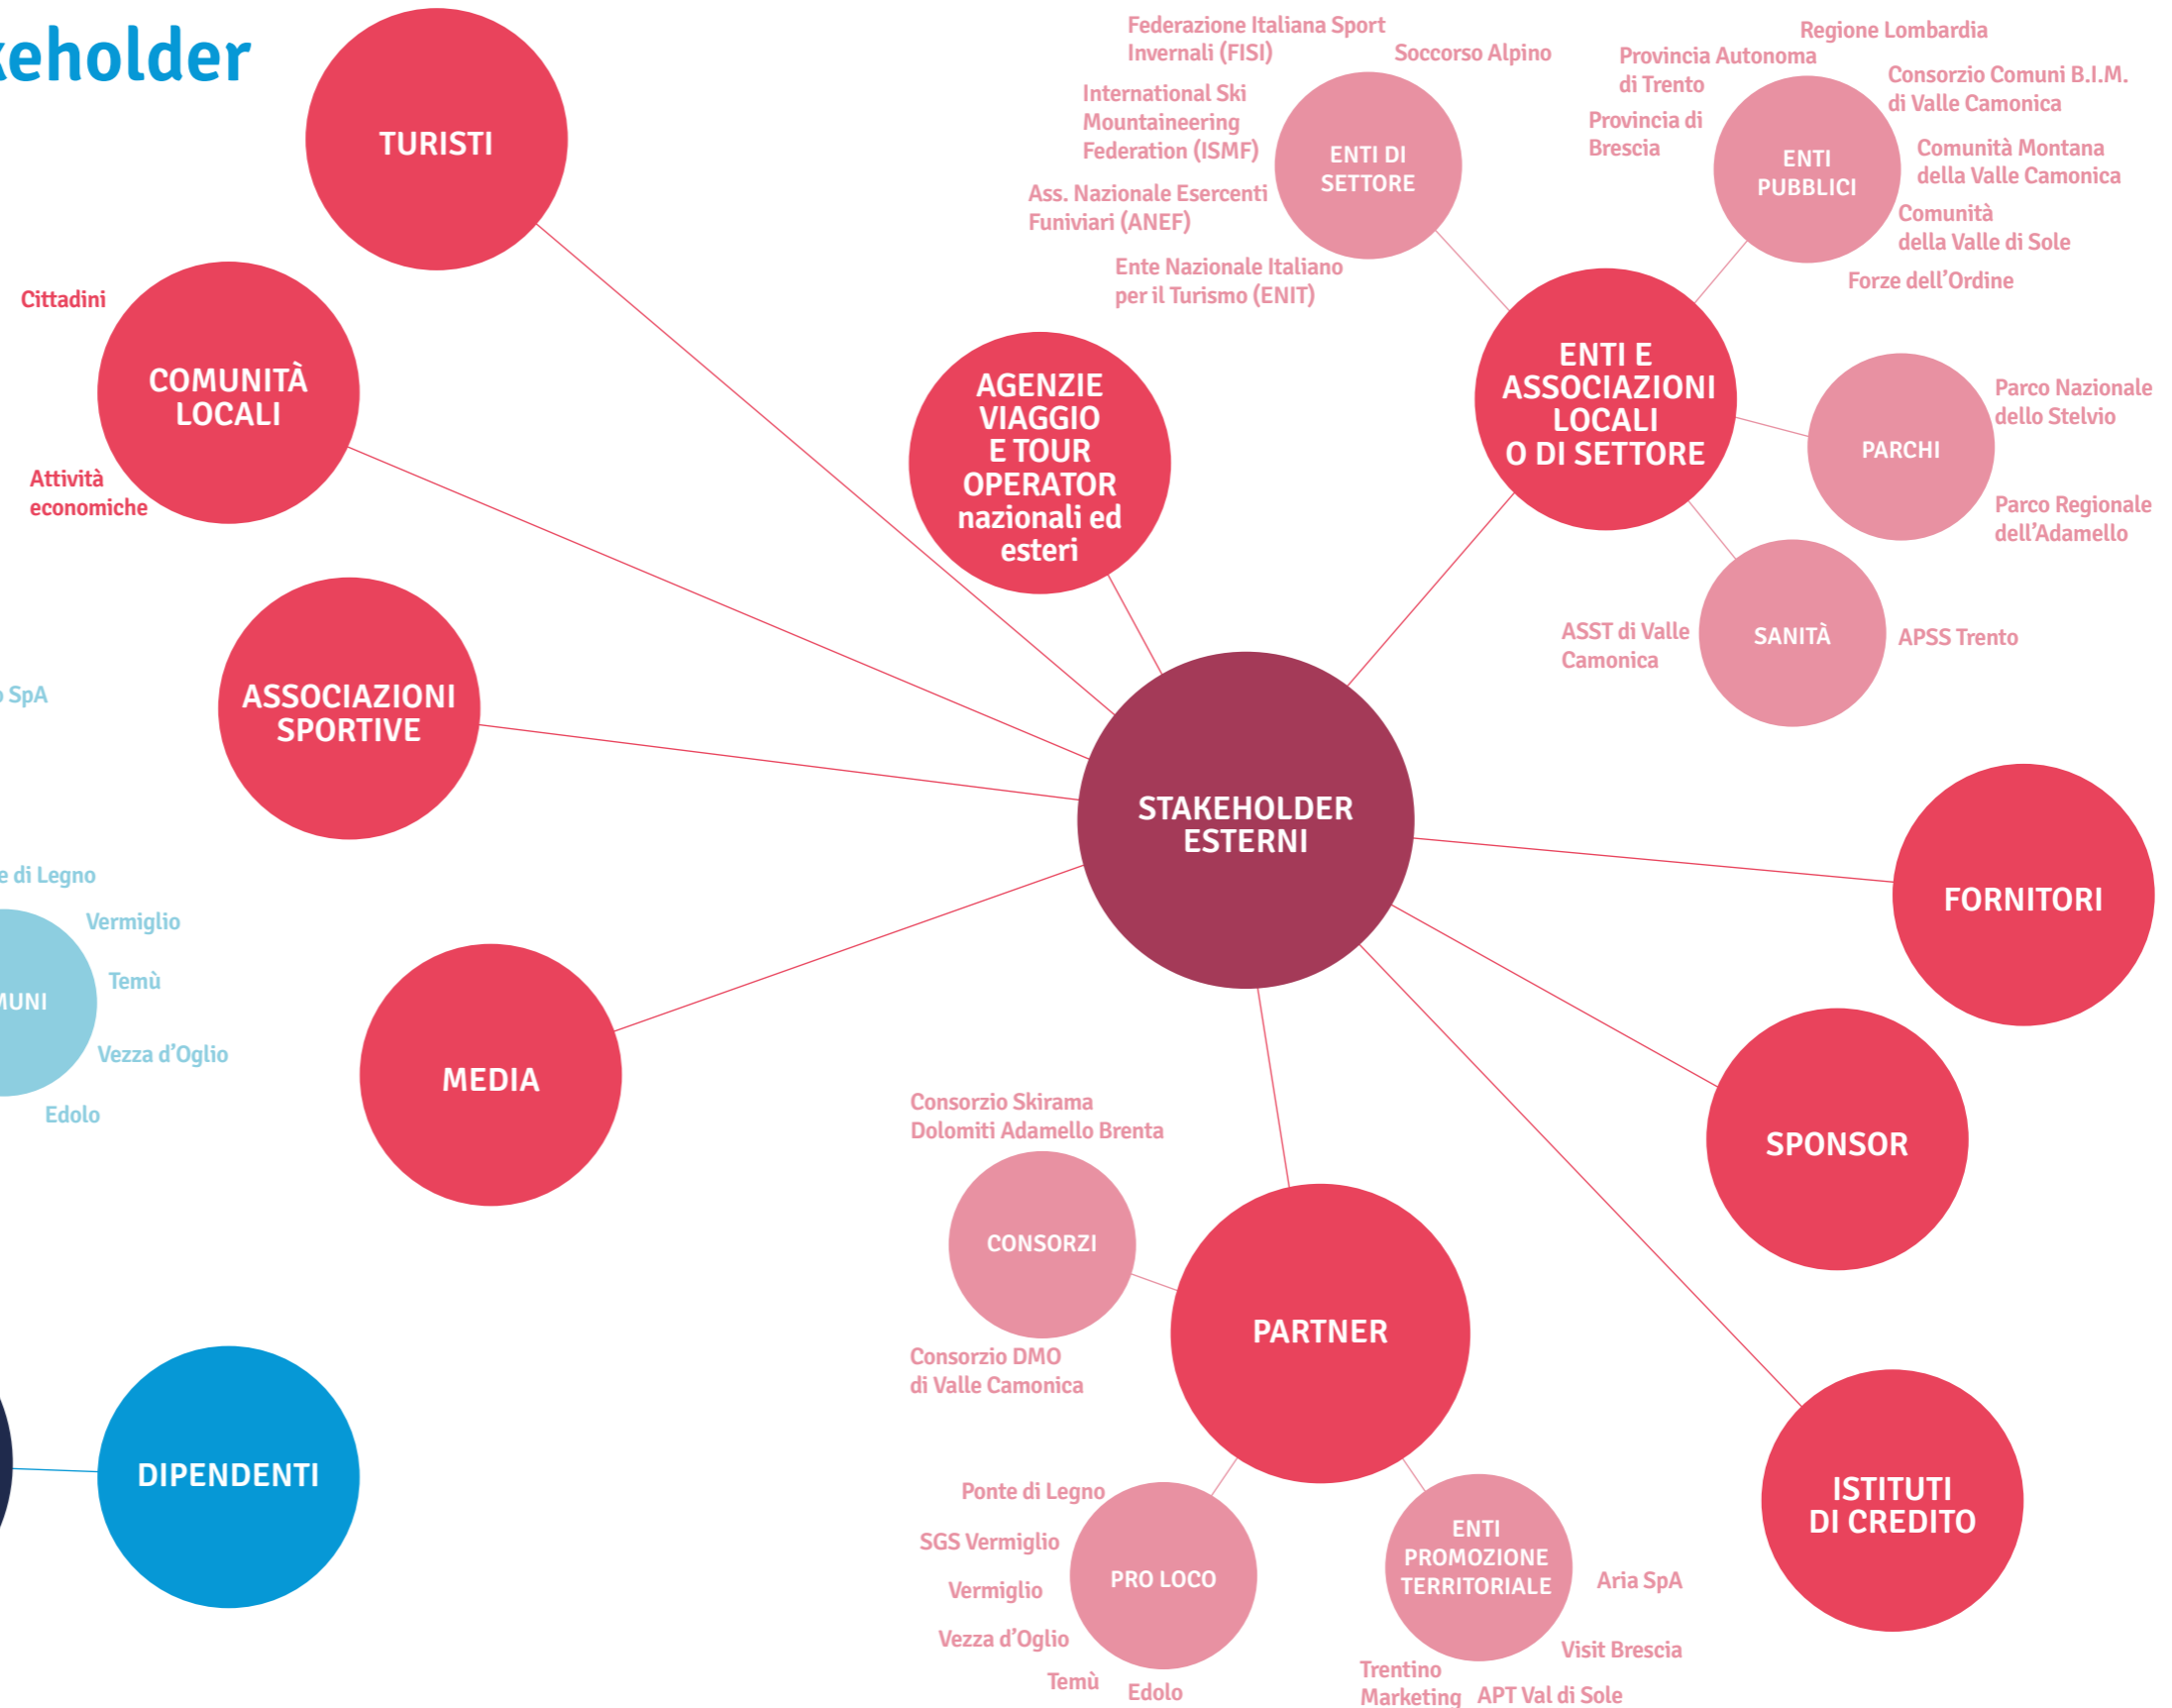 keholder
TURISTI
Cittadini
COMUNITÀ
LOCALI
Attività
economiche
ASSOCIAZIONI
SPORTIVE
SpA
MEDIA
AGENZIE
VIAGGIO
E TOUR
OPERATOR
nazionali ed
esteri
STAKEHOLDER
ESTERNI
Federazione Italiana Sport
Invernali (FISI)
Soccorso Alpino
International Ski
Mountaineering
Federation (ISMF)
Ass. Nazionale Esercenti
Funiviari (ANEF)
Ente Nazionale Italiano
per il Turismo (ENIT)
ENTI DI
SETTORE
Regione Lombardia
Provincia Autonoma
di Trento
Provincia di
Brescia
Consorzio Comuni B.I.M.
di Valle Camonica
Comunità Montana
della Valle Camonica
Comunità
della Valle di Sole
Forze dell'Ordine
ENTI
PUBBLICI
ENTI E
ASSOCIAZIONI
LOCALI
O DI SETTORE
PARCHI
Parco Nazionale
dello Stelvio
Parco Regionale
dell'Adamello
SANITÀ
ASST di Valle
Camonica
APSS Trento
FORNITORI
SPONSOR
ISTITUTI
DI CREDITO
PARTNER
Consorzio Skirama
Dolomiti Adamello Brenta
CONSORZI
Consorzio DMO
di Valle Camonica
PRO LOCO
Ponte di Legno
SGS Vermiglio
Vermiglio
Vezza d'Oglio
Temù
Edolo
ENTI
PROMOZIONE
TERRITORIALE
Aria SpA
Visit Brescia
APT Val di Sole
Trentino
Marketing
e di Legno
Vermiglio
Temù
Vezza d'Oglio
Edolo
MUNI
DIPENDENTI